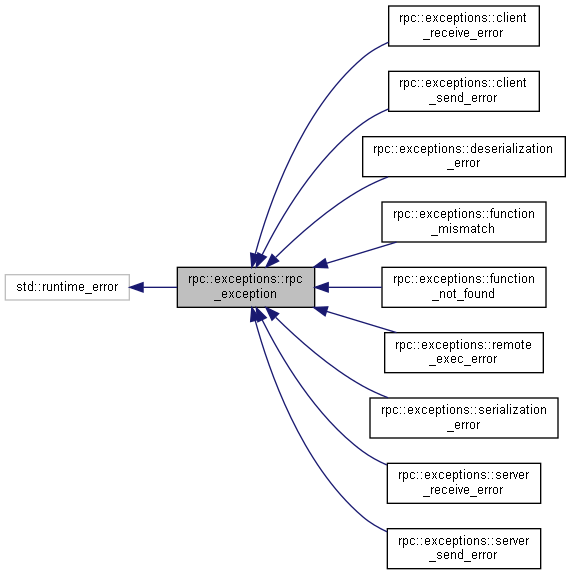 rpc::exceptions::client
_receive_error
rpc::exceptions::client
_send_error
rpc::exceptions::deserialization
_error
rpc::exceptions::function
_mismatch
std::runtime_error
rpc::exceptions::rpc
_exception
rpc::exceptions::function
_not_found
rpc::exceptions::remote
_exec_error
rpc::exceptions::serialization
_error
rpc::exceptions::server
_receive_error
rpc::exceptions::server
_send_error